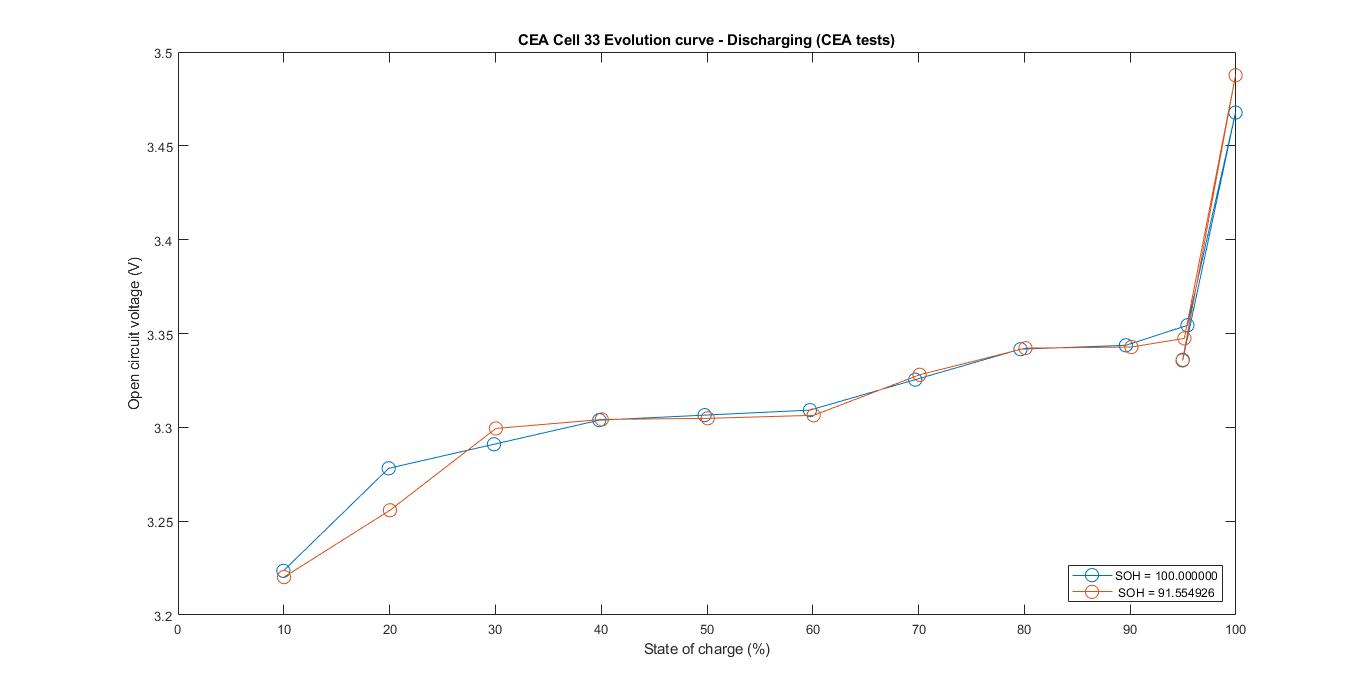 CEA Cell 33 Evolution curve - Discharging (CEA tests)
3.5
3.45
3.4
3.35
3.3
3.25
3.2
Open circuit voltage (V)
0 10 20 30 40 50 60 70 80 90 100
State of charge (%)
SOH = 100.000000
SOH = 91.554926